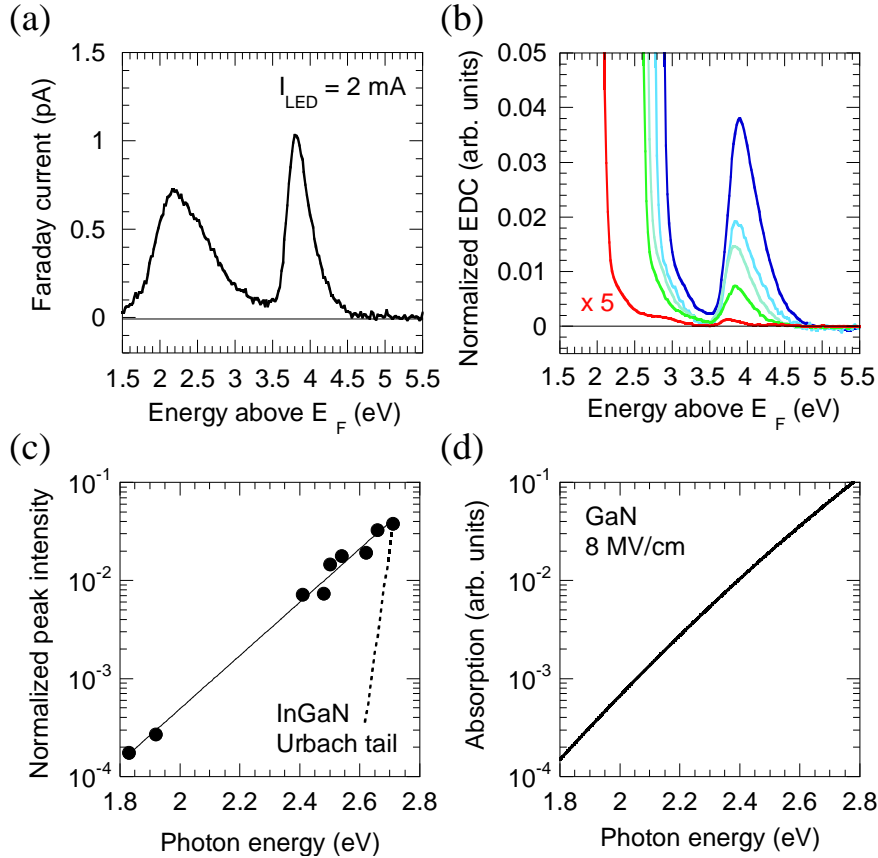 (a)
1.5
1
0.5
0
Faraday current (pA)
I LED = 2 mA
1.5 2 2.5 3 3.5 4 4.5 5 5.5
Energy above E F (eV)
(b)
0.05
0.04
0.03
0.02
0.01
0
Normalized EDC (arb. units)
x 5
1.5 2 2.5 3 3.5 4 4.5 5 5.5
Energy above E F (eV)
(c)
10-1
10-2
10-3
10-4
Normalized peak intensity
InGaN
Urbach tail
1.8 2 2.2 2.4 2.6 2.8
Photon energy (eV)
(d)
10-1
10-2
10-3
10-4
Absorption (arb. units)
GaN
8 MV/cm
1.8 2 2.2 2.4 2.6 2.8
Photon energy (eV)